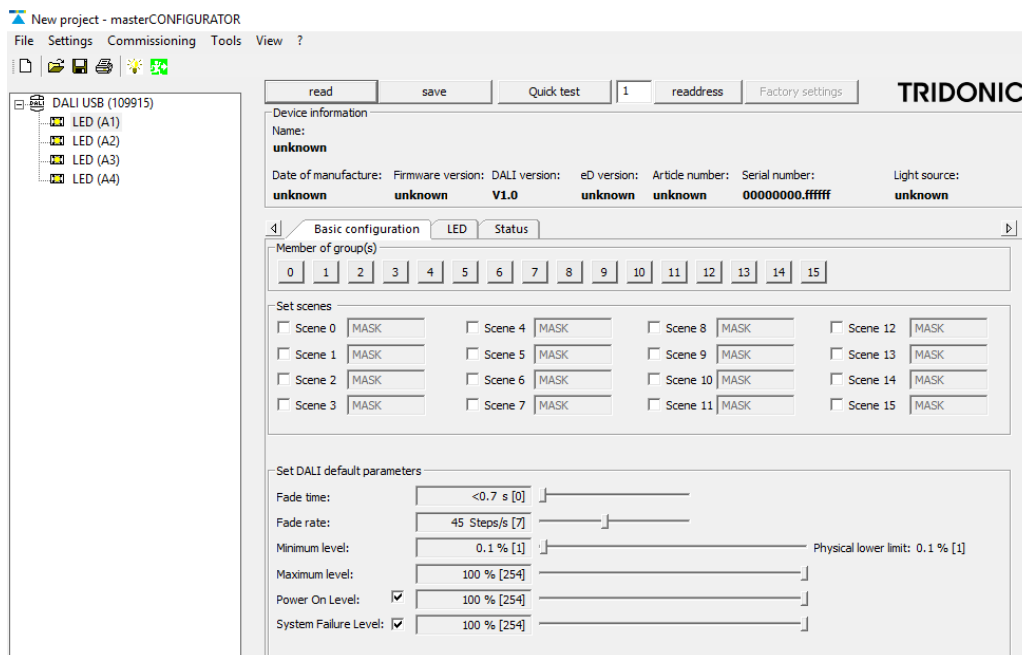 New project - masterCONFIGURATOR
File Settings Commissioning Tools View ?
DALI USB (109915)
LED (A1)
LED (A2)
LED (A3)
LED (A4)
read save Quick test 1 readdress Factory settings TRIDONIC
Device information
Name:
unknown
Date of manufacture: Firmware version: DALI version: eD version: Article number: Serial number: Light source:
unknown unknown V1.0 unknown unknown 00000000.ffffff unknown
Basic configuration LED Status
Member of group(s)
0 1 2 3 4 5 6 7 8 9 10 11 12 13 14 15
Set scenes
Scene 0 MASK Scene 4 MASK Scene 8 MASK Scene 12 MASK
Scene 1 MASK Scene 5 MASK Scene 9 MASK Scene 13 MASK
Scene 2 MASK Scene 6 MASK Scene 10 MASK Scene 14 MASK
Scene 3 MASK Scene 7 MASK Scene 11 MASK Scene 15 MASK
Set DALI default parameters
Fade time: <0.7 s [0]
Fade rate: 45 Steps/s [7]
Minimum level: 0.1 % [1] Physical lower limit: 0.1 % [1]
Maximum level: 100 % [254]
Power On Level: 100 % [254]
System Failure Level: 100 % [254]